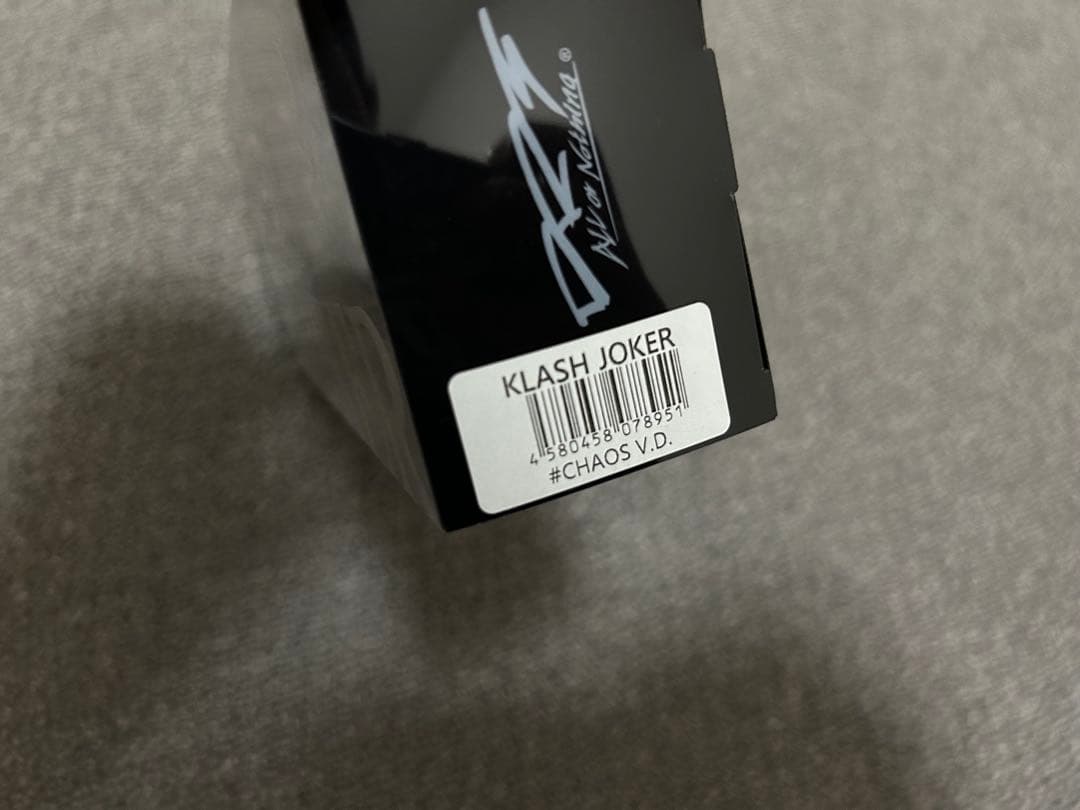 All or Nothing®
KLASH JOKER
4 580458 078951
#CHAOS V.D.